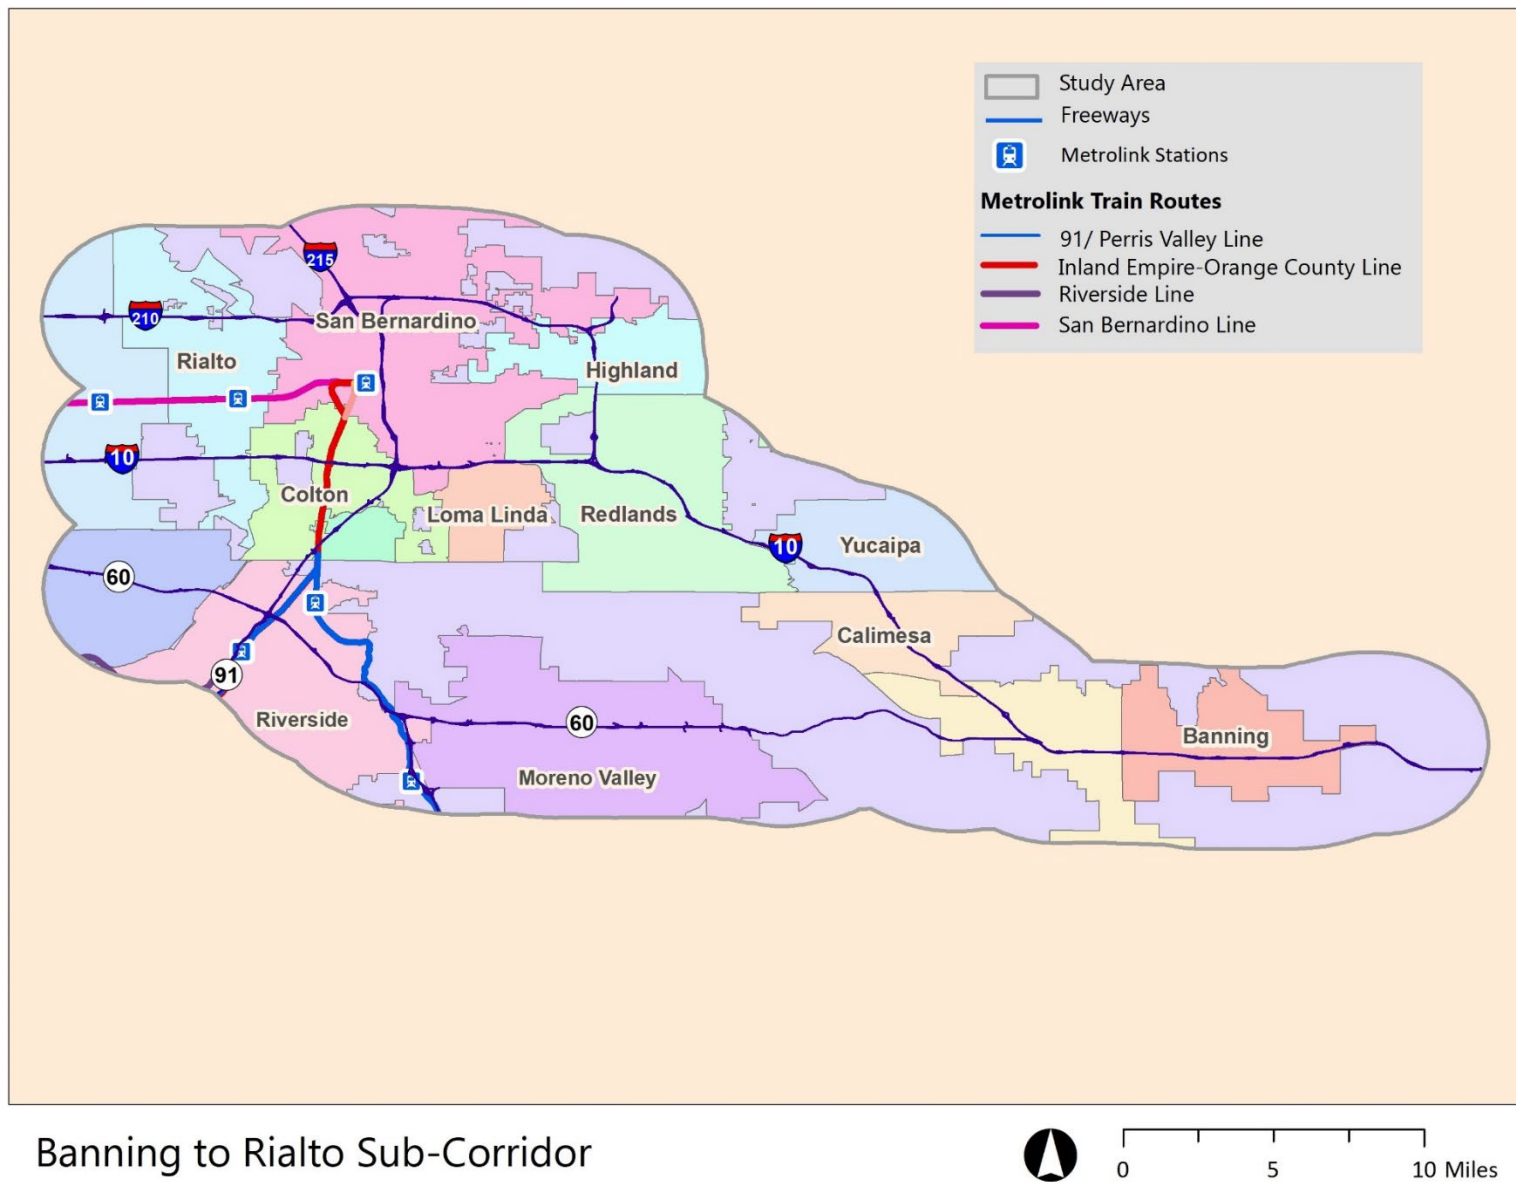 Study Area
Freeways
Metrolink Stations
Metrolink Train Routes
91/ Perris Valley Line
Inland Empire-Orange County Line
Riverside Line
San Bernardino Line
215
210
San Bernardino
Rialto
Highland
10
Colton
Loma Linda
Redlands
10
Yucaipa
60
Calimesa
91
Riverside
60
Banning
Moreno Valley
Banning to Rialto Sub-Corridor
0 5 10 Miles